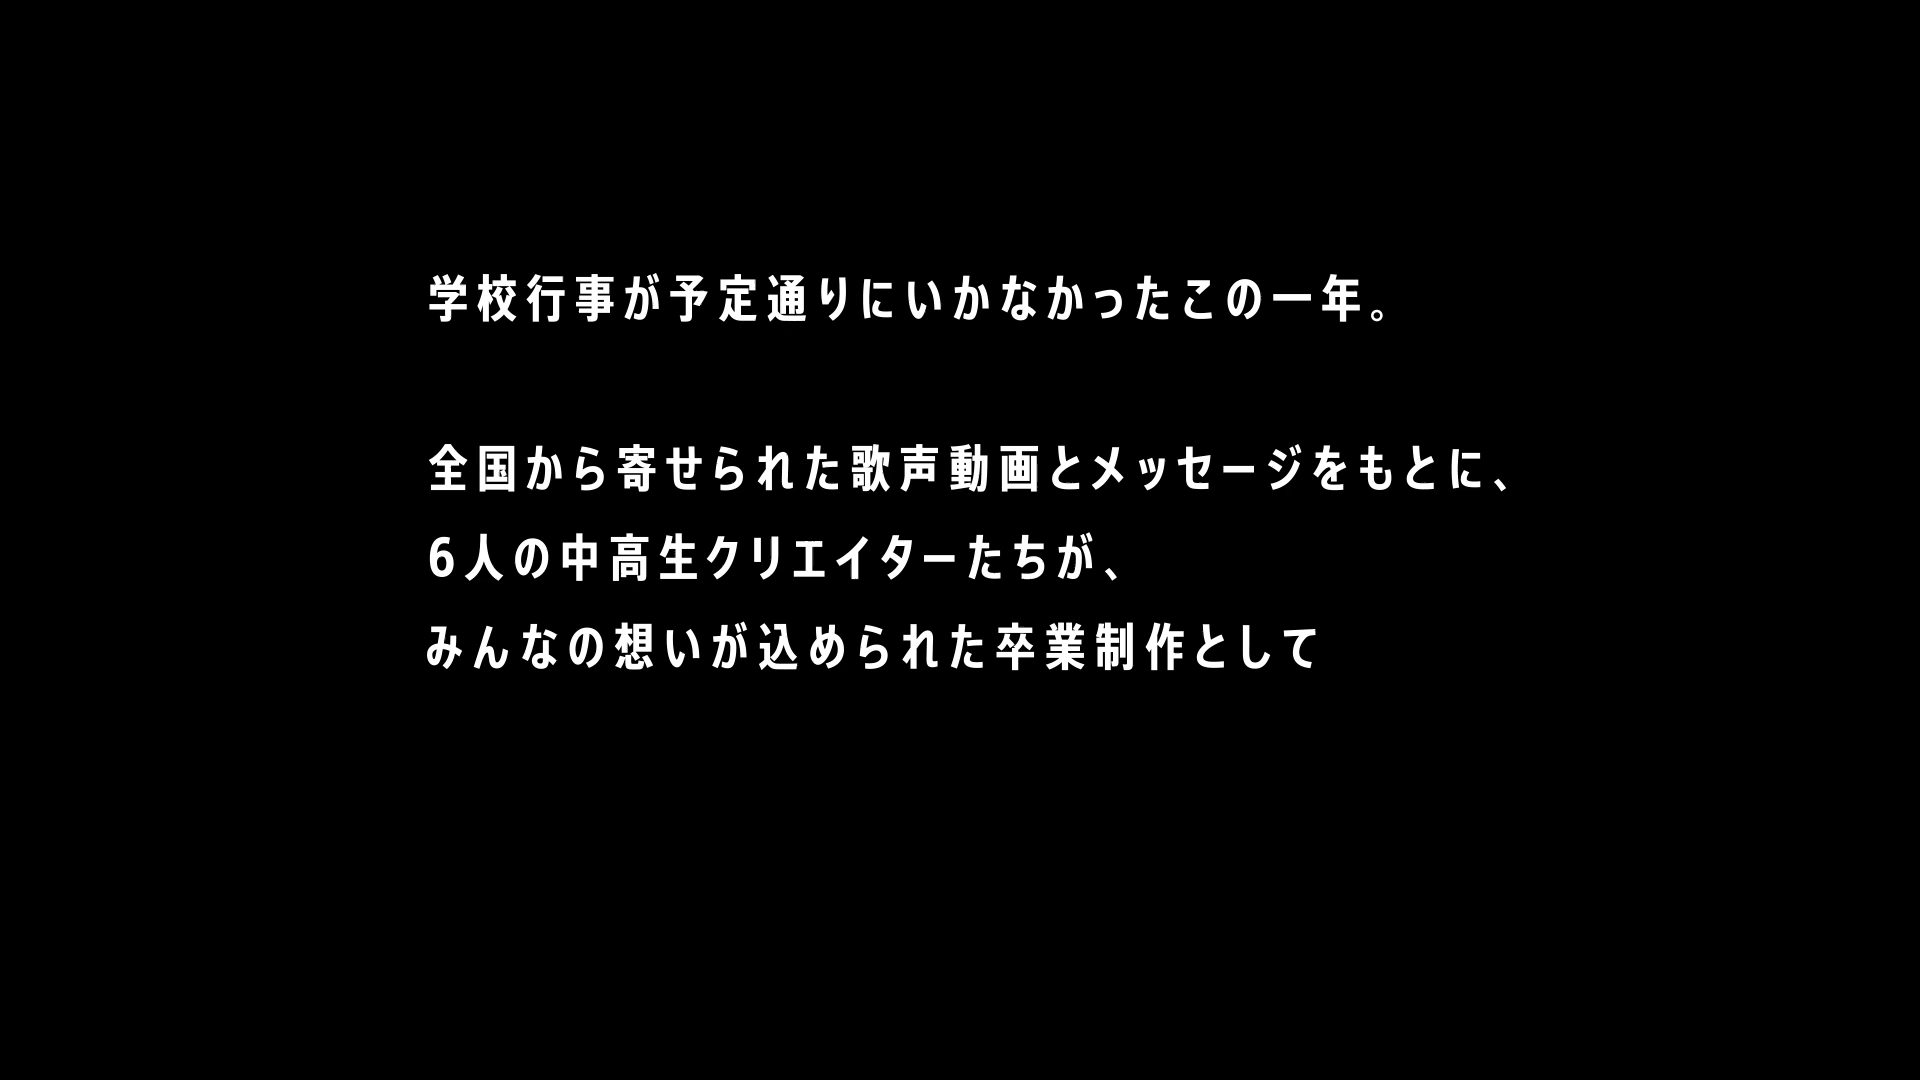 学校行事が予定通りにいかなかったこの一年。
全国から寄せられた歌声動画とメッセージをもとに、
6人の中高生クリエイターたちが、
みんなの想いが込められた卒業制作として